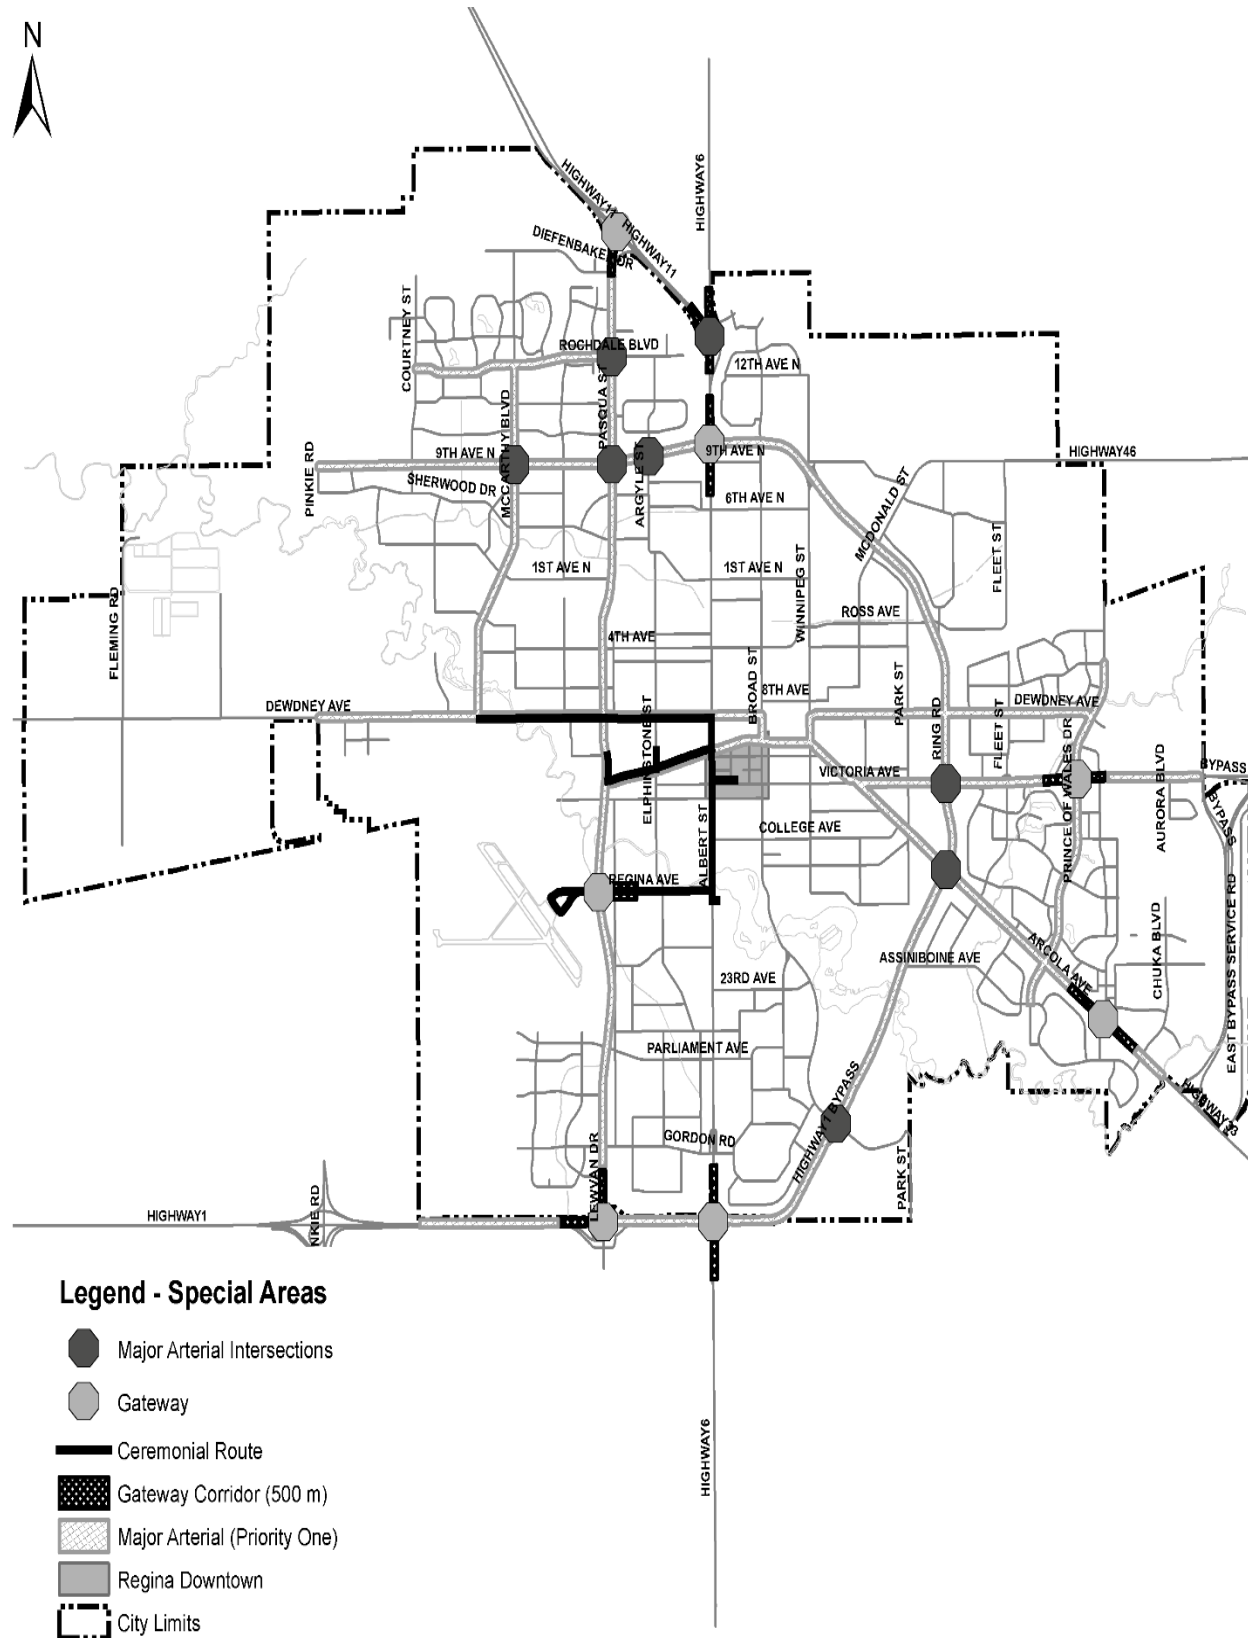 N
HIGHWAY11
HIGHWAY6
HIGHWAY11
DIEFENBAKER DR
COURTNEY ST
ROCHDALE BLVD
12TH AVE N
PASQUA ST
MCCARTHY BLVD
PINKIE RD
9TH AVE N
9TH AVE N
HIGHWAY46
SHERWOOD DR
ARGYLE ST
6TH AVE N
MCDONALD ST
FLEET ST
1ST AVE N
1ST AVE N
WINNIPEG ST
ROSS AVE
FLEMING RD
4TH AVE
BROAD ST
8TH AVE
PARK ST
DEWDNEY AVE
DEWDNEY AVE
ELPHINSTONE ST
RING RD
FLEET ST
PRINCE OF WALES DR
VICTORIA AVE
AURORA BLVD
BYPASS
BYPASS
ALBERT ST
COLLEGE AVE
REGINA AVE
EAST BYPASS SERVICE RD
CHUKA BLVD
ARCOLA AVE
ASSINIBOINE AVE
23RD AVE
PARLIAMENT AVE
HIGHWAY1 BYPASS
HIGHWAY33
GORDON RD
LEWVAN DR
PARK ST
HIGHWAY1
NKIE RD
HIGHWAY6
Legend - Special Areas
Major Arterial Intersections
Gateway
Ceremonial Route
Gateway Corridor (500 m)
Major Arterial (Priority One)
Regina Downtown
City Limits